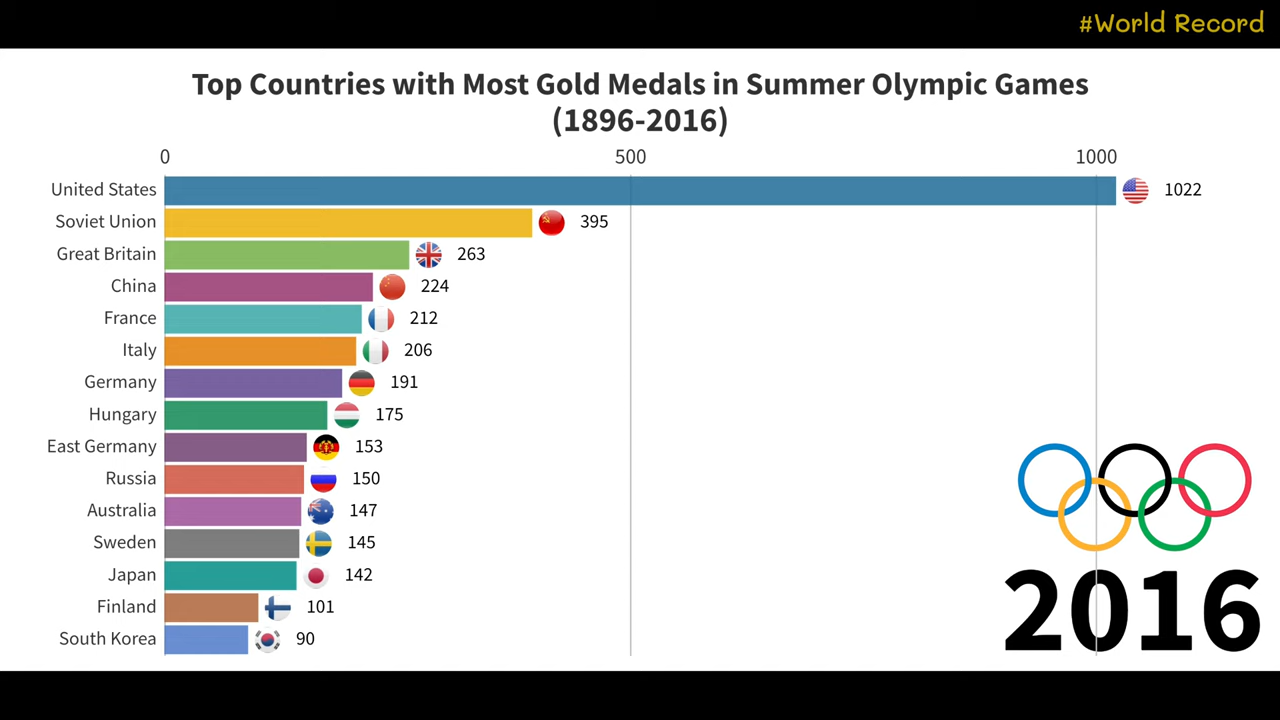 #World Record
Top Countries with Most Gold Medals in Summer Olympic Games
(1896-2016)
0 500 1000
United States 1022
Soviet Union 395
Great Britain 263
China 224
France 212
Italy 206
Germany 191
Hungary 175
East Germany 153
Russia 150
Australia 147
Sweden 145
Japan 142
Finland 101
South Korea 90
2016